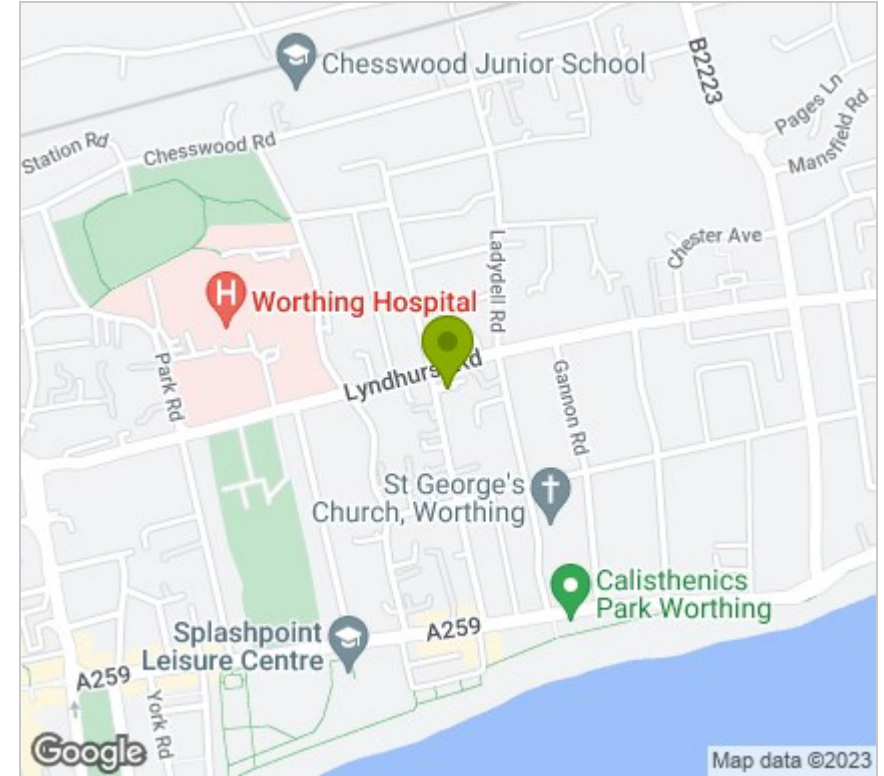 Chesswood Junior School
B2223
Pages Ln
Mansfield Rd
Station Rd
Chesswood Rd
Ladydell Rd
Chester Ave
H
Worthing Hospital
Lyndhurst Rd
Park Rd
Gannon Rd
St George's
Church, Worthing
Calisthenics
Park Worthing
Splashpoint
Leisure Centre
A259
A259
York Rd
Google
Map data ©2023